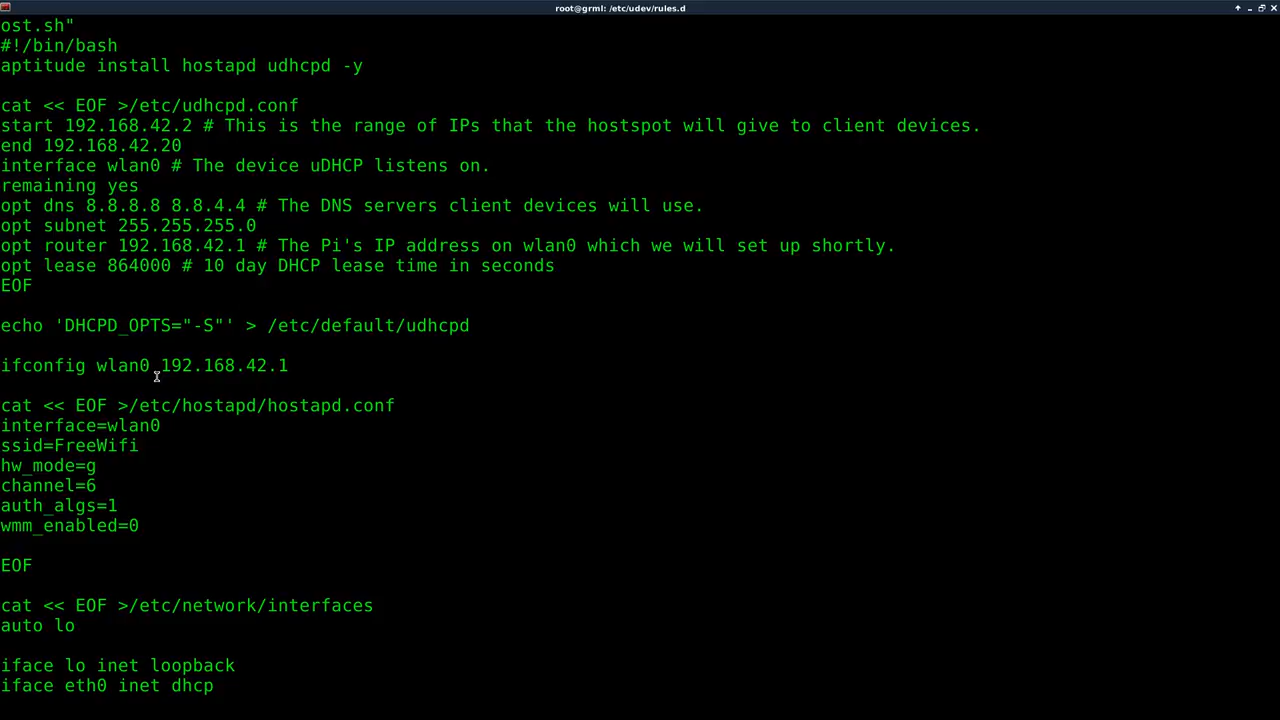 root@grml: /etc/udev/rules.d
ost.sh"
#!/bin/bash
aptitude install hostapd udhcpd -y
cat << EOF >/etc/udhcpd.conf
start 192.168.42.2 # This is the range of IPs that the hostspot will give to client devices.
end 192.168.42.20
interface wlan0 # The device uDHCP listens on.
remaining yes
opt dns 8.8.8.8 8.8.4.4 # The DNS servers client devices will use.
opt subnet 255.255.255.0
opt router 192.168.42.1 # The Pi's IP address on wlan0 which we will set up shortly.
opt lease 864000 # 10 day DHCP lease time in seconds
EOF
echo 'DHCPD_OPTS="-S"' > /etc/default/udhcpd
ifconfig wlan0 192.168.42.1
cat << EOF >/etc/hostapd/hostapd.conf
interface=wlan0
ssid=FreeWifi
hw_mode=g
channel=6
auth_algs=1
wmm_enabled=0
EOF
cat << EOF >/etc/network/interfaces
auto lo
iface lo inet loopback
iface eth0 inet dhcp